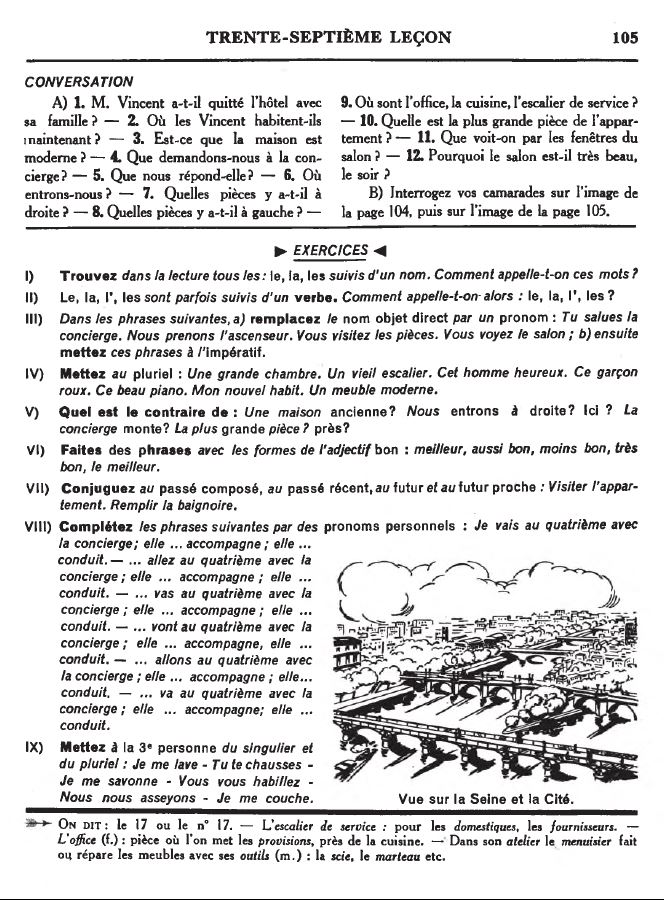 TRENTE-SEPTIÈME LEÇON 105
CONVERSATION
A) 1. M. Vincent a-t-il quitté l'hôtel avec
sa famille ? — 2. Où les Vincent habitent-ils
maintenant ? — 3. Est-ce que la maison est
moderne ? — 4. Que demandons-nous à la con-
cierge? — 5. Que nous répond-elle? — 6. Où
entrons-nous ? — 7. Quelles pièces y a-t-il à
droite ? — 8. Quelles pièces y a-t-il à gauche ? —
9. Où sont l'office, la cuisine, l'escalier de service ?
— 10. Quelle est la plus grande pièce de l'appar-
tement ? — 11. Que voit-on par les fenêtres du
salon ? — 12. Pourquoi le salon est-il très beau,
le soir ?
B) Interrogez vos camarades sur l'image de
la page 104, puis sur l'image de la page 105.
► EXERCICES ◄
I) Trouvez dans la lecture tous les : le, la, les suivis d'un nom. Comment appelle-t-on ces mots ?
II) Le, la, l', les sont parfois suivis d'un verbe. Comment appelle-t-on alors : le, la, l', les ?
III) Dans les phrases suivantes, a) remplacez le nom objet direct par un pronom : Tu salues la
concierge. Nous prenons l'ascenseur. Vous visitez les pièces. Vous voyez le salon ; b) ensuite
mettez ces phrases à l'impératif.
IV) Mettez au pluriel : Une grande chambre. Un vieil escalier. Cet homme heureux. Ce garçon
roux. Ce beau piano. Mon nouvel habit. Un meuble moderne.
V) Quel est le contraire de : Une maison ancienne? Nous entrons à droite? Ici ? La
concierge monte? La plus grande pièce ? près?
VI) Faites des phrases avec les formes de l'adjectif bon : meilleur, aussi bon, moins bon, très
bon, le meilleur.
VII) Conjuguez au passé composé, au passé récent, au futur et au futur proche : Visiter l'appar-
tement. Remplir la baignoire.
VIII) Complétez les phrases suivantes par des pronoms personnels : Je vais au quatrième avec
la concierge; elle ... accompagne ; elle ...
conduit. — ... allez au quatrième avec la
concierge ; elle ... accompagne ; elle ...
conduit. — ... vas au quatrième avec la
concierge ; elle ... accompagne ; elle ...
conduit. — ... vont au quatrième avec la
concierge ; elle ... accompagne, elle ...
conduit. — ... allons au quatrième avec
la concierge ; elle ... accompagne ; elle...
conduit. — ... va au quatrième avec la
concierge ; elle ... accompagne; elle ...
conduit.
IX) Mettez à la 3e personne du singulier et
du pluriel : Je me lave - Tu te chausses -
Je me savonne - Vous vous habillez -
Nous nous asseyons - Je me couche.
Vue sur la Seine et la Cité.
ON DIT : le 17 ou le n° 17. — L'escalier de service : pour les domestiques, les fournisseurs. —
L'office (f.) : pièce où l'on met les provisions, près de la cuisine. — Dans son atelier le menuisier fait
ou répare les meubles avec ses outils (m.) : la scie, le marteau etc.